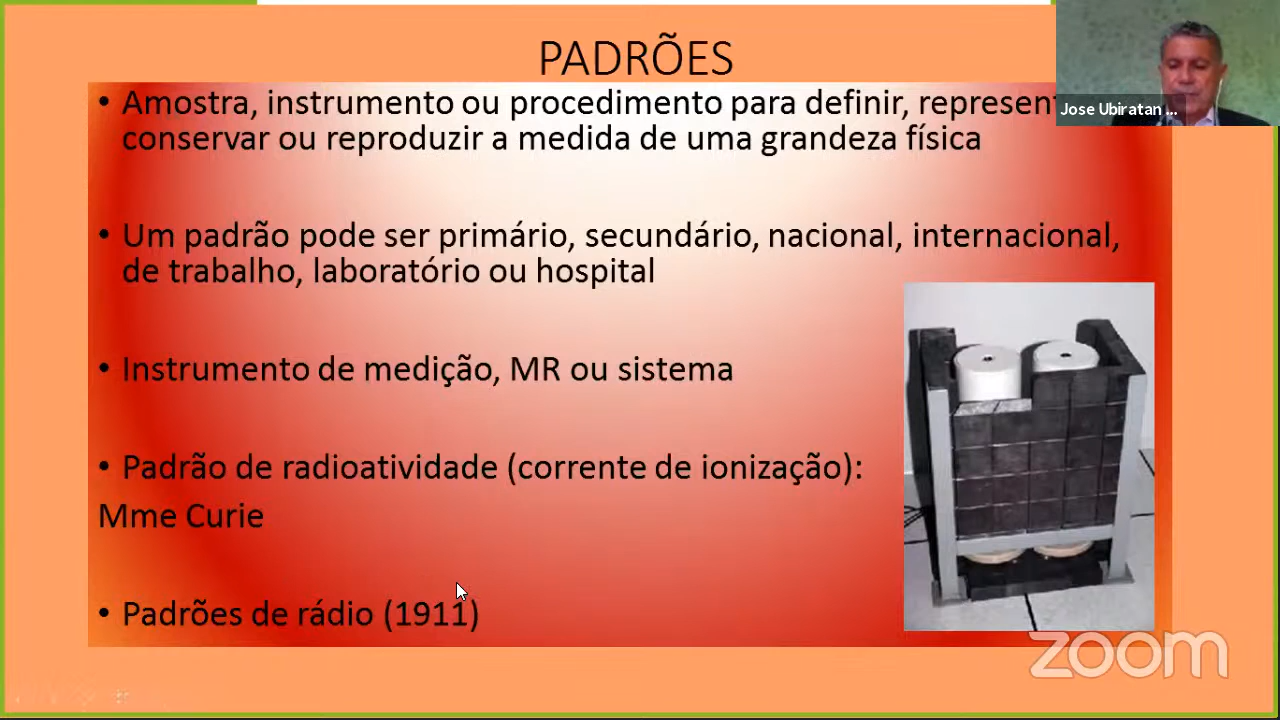 PADRÕES
• Amostra, instrumento ou procedimento para definir,
conservar ou reproduzir a medida de uma grandeza física
• Um padrão pode ser primário, secundário, nacional, internacional,
de trabalho, laboratório ou hospital
• Instrumento de medição, MR ou sistema
• Padrão de radioatividade (corrente de ionização):
Mme Curie
• Padrões de rádio (1911)
Jose Ubiratan ...
zoom